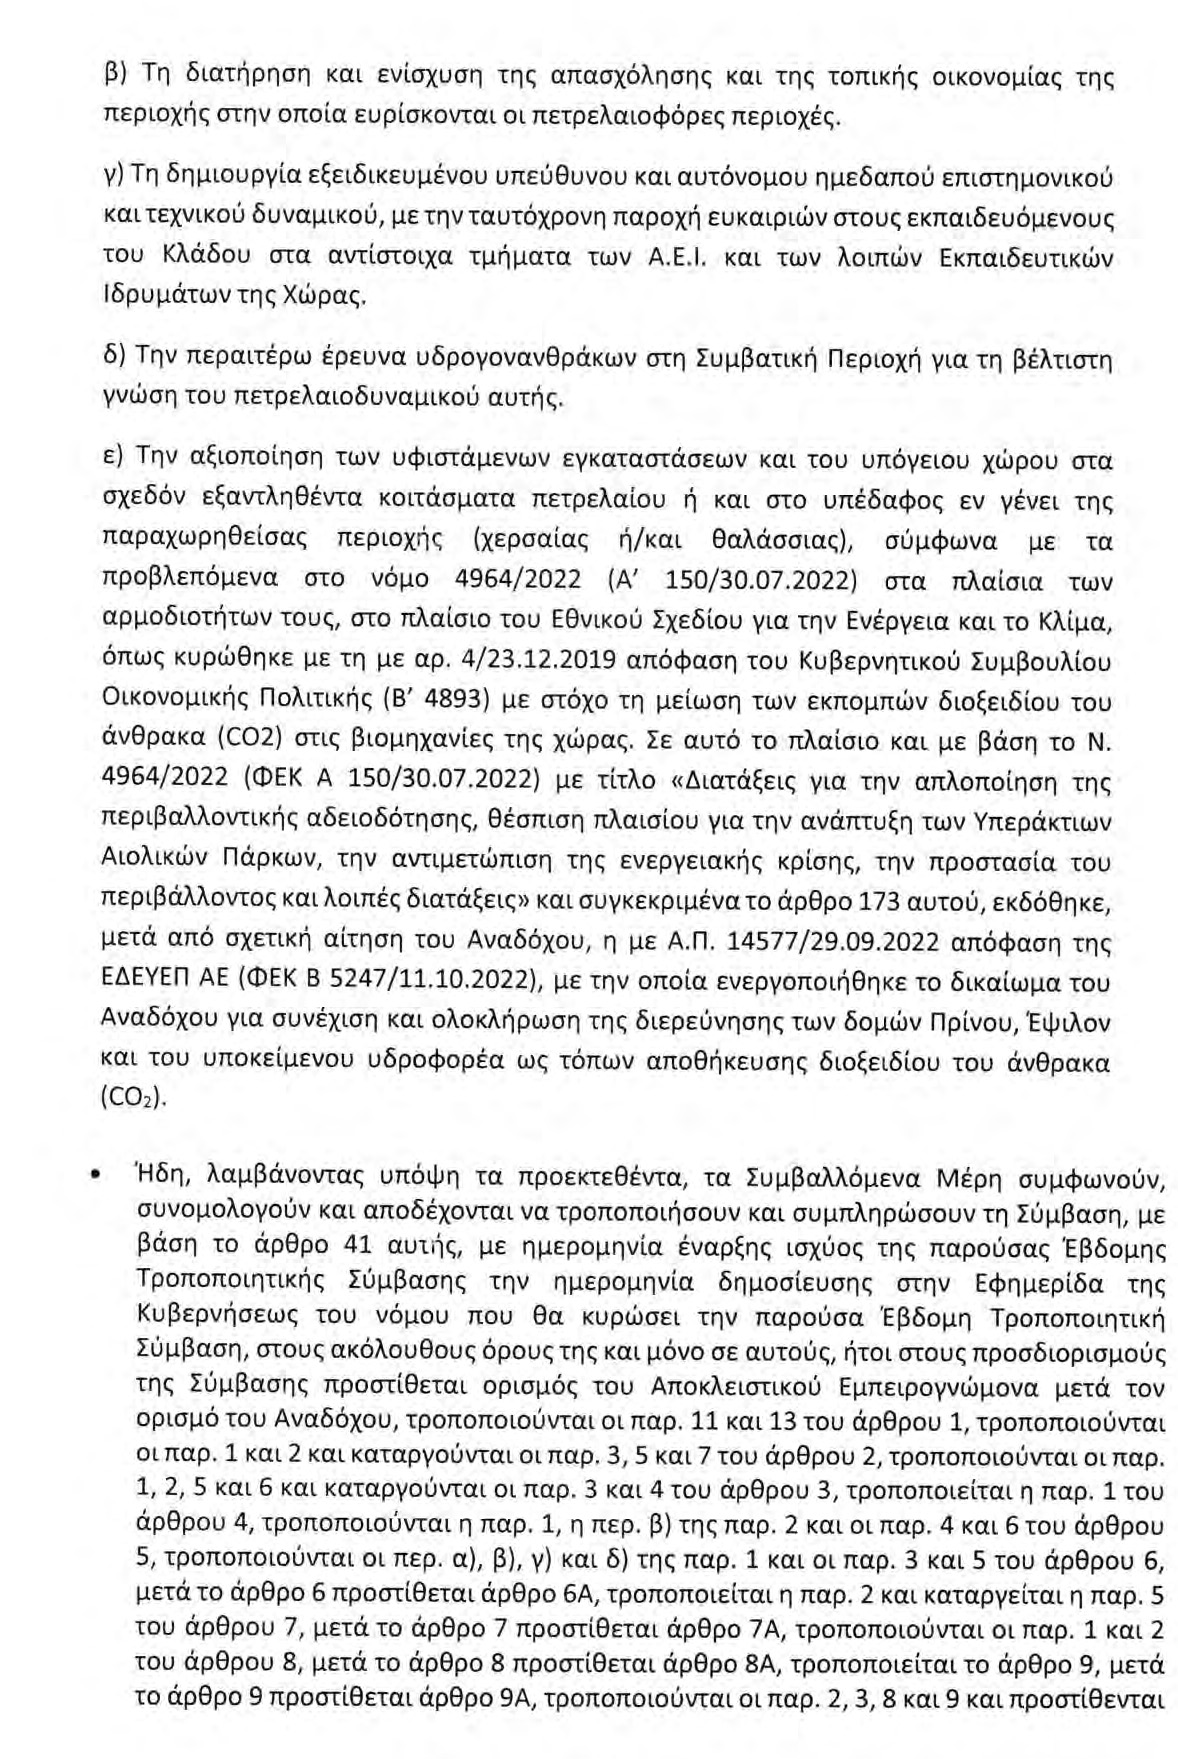 β) Τη διατήρηση και ενίσχυση της απασχόλησης και της τοπικής οικονομίας της
περιοχής στην οποία ευρίσκονται οι πετρελαιοφόρες περιοχές.
γ) Τη δημιουργία εξειδικευμένου υπεύθυνου και αυτόνομου ημεδαπού επιστημονικού
και τεχνικού δυναμικού, με την ταυτόχρονη παροχή ευκαιριών στους εκπαιδευόμενους
του Κλάδου στα αντίστοιχα τμήματα των Α.Ε.Ι. και των λοιπών Εκπαιδευτικών
Ιδρυμάτων της Χώρας.
δ) Την περαιτέρω έρευνα υδρογονανθράκων στη Συμβατική Περιοχή για τη βέλτιστη
γνώση του πετρελαιοδυναμικού αυτής.
ε) Την αξιοποίηση των υφιστάμενων εγκαταστάσεων και του υπόγειου χώρου στα
σχεδόν εξαντληθέντα κοιτάσματα πετρελαίου ή και στο υπέδαφος εν γένει της
παραχωρηθείσας περιοχής (χερσαίας ή/και θαλάσσιας), σύμφωνα με τα
προβλεπόμενα στο νόμο 4964/2022 (Α’ 150/30.07.2022) στα πλαίσια των
αρμοδιοτήτων τους, στο πλαίσιο του Εθνικού Σχεδίου για την Ενέργεια και το Κλίμα,
όπως κυρώθηκε με τη με αρ. 4/23.12.2019 απόφαση του Κυβερνητικού Συμβουλίου
Οικονομικής Πολιτικής (Β’ 4893) με στόχο τη μείωση των εκπομπών διοξειδίου του
άνθρακα (CO2) στις βιομηχανίες της χώρας. Σε αυτό το πλαίσιο και με βάση το Ν.
4964/2022 (ΦΕΚ Α 150/30.07.2022) με τίτλο «Διατάξεις για την απλοποίηση της
περιβαλλοντικής αδειοδότησης, θέσπιση πλαισίου για την ανάπτυξη των Υπεράκτιων
Αιολικών Πάρκων, την αντιμετώπιση της ενεργειακής κρίσης, την προστασία του
περιβάλλοντος και λοιπές διατάξεις» και συγκεκριμένα το άρθρο 173 αυτού, εκδόθηκε,
μετά από σχετική αίτηση του Αναδόχου, η με Α.Π. 14577/29.09.2022 απόφαση της
ΕΔΕΥΕΠ ΑΕ (ΦΕΚ Β 5247/11.10.2022), με την οποία ενεργοποιήθηκε το δικαίωμα του
Αναδόχου για συνέχιση και ολοκλήρωση της διερεύνησης των δομών Πρίνου, Έψιλον
και του υποκείμενου υδροφορέα ως τόπων αποθήκευσης διοξειδίου του άνθρακα
(CO₂).
• Ήδη, λαμβάνοντας υπόψη τα προεκτεθέντα, τα Συμβαλλόμενα Μέρη συμφωνούν,
συνομολογούν και αποδέχονται να τροποποιήσουν και συμπληρώσουν τη Σύμβαση, με
βάση το άρθρο 41 αυτής, με ημερομηνία έναρξης ισχύος της παρούσας Έβδομης
Τροποποιητικής Σύμβασης την ημερομηνία δημοσίευσης στην Εφημερίδα της
Κυβερνήσεως του νόμου που θα κυρώσει την παρούσα Έβδομη Τροποποιητική
Σύμβαση, στους ακόλουθους όρους της και μόνο σε αυτούς, ήτοι στους προσδιορισμούς
της Σύμβασης προστίθεται ορισμός του Αποκλειστικού Εμπειρογνώμονα μετά τον
ορισμό του Αναδόχου, τροποποιούνται οι παρ. 11 και 13 του άρθρου 1, τροποποιούνται
οι παρ. 1 και 2 και καταργούνται οι παρ. 3, 5 και 7 του άρθρου 2, τροποποιούνται οι παρ.
1, 2, 5 και 6 και καταργούνται οι παρ. 3 και 4 του άρθρου 3, τροποποιείται η παρ. 1 του
άρθρου 4, τροποποιούνται η παρ. 1, η περ. β) της παρ. 2 και οι παρ. 4 και 6 του άρθρου
5, τροποποιούνται οι περ. α), β), γ) και δ) της παρ. 1 και οι παρ. 3 και 5 του άρθρου 6,
μετά το άρθρο 6 προστίθεται άρθρο 6Α, τροποποιείται η παρ. 2 και καταργείται η παρ. 5
του άρθρου 7, μετά το άρθρο 7 προστίθεται άρθρο 7Α, τροποποιούνται οι παρ. 1 και 2
του άρθρου 8, μετά το άρθρο 8 προστίθεται άρθρο 8Α, τροποποιείται το άρθρο 9, μετά
το άρθρο 9 προστίθεται άρθρο 9Α, τροποποιούνται οι παρ. 2, 3, 8 και 9 και προστίθενται